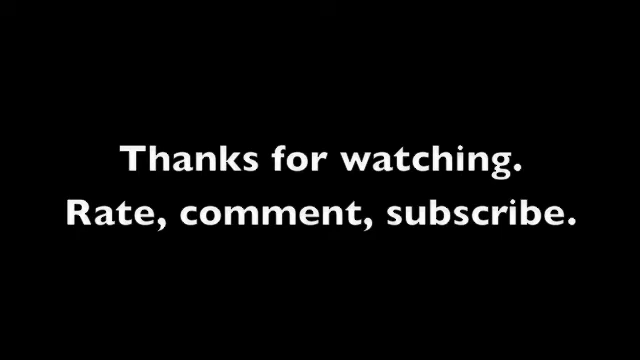 Thanks for watching.
Rate, comment, subscribe.